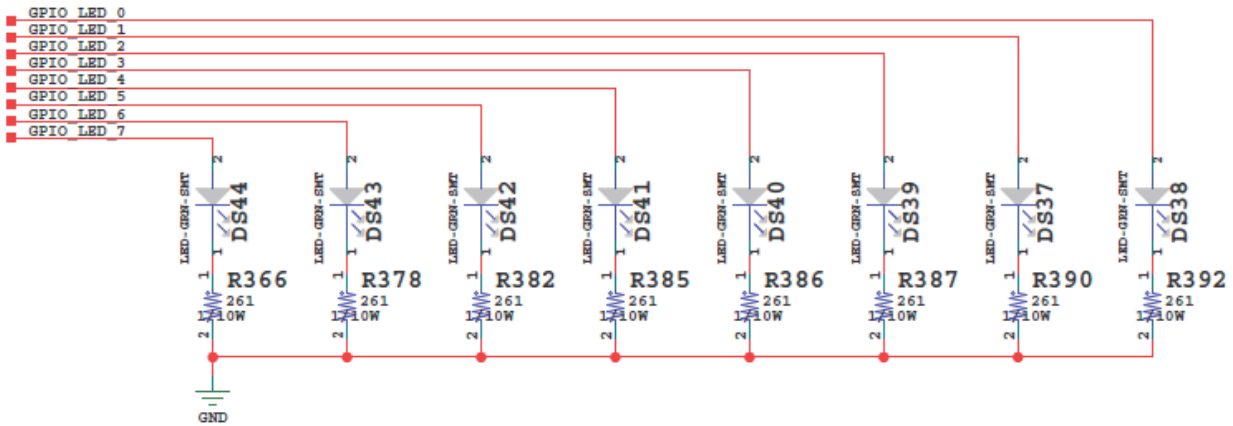 GPIO_LED_0
GPIO_LED_1
GPIO_LED_2
GPIO_LED_3
GPIO_LED_4
GPIO_LED_5
GPIO_LED_6
GPIO_LED_7
2 2 2 2 2 2 2 2
LED-GRN-SMT DS44 LED-GRN-SMT DS43 LED-GRN-SMT DS42 LED-GRN-SMT DS41 LED-GRN-SMT DS40 LED-GRN-SMT DS39 LED-GRN-SMT DS37 LED-GRN-SMT DS38
1 1 1 1 1 1 1 1
1 R366 1 R378 1 R382 1 R385 1 R386 1 R387 1 R390 1 R392
261 261 261 261 261 261 261 261
1/10W 1/10W 1/10W 1/10W 1/10W 1/10W 1/10W 1/10W
2 2 2 2 2 2 2 2
GND